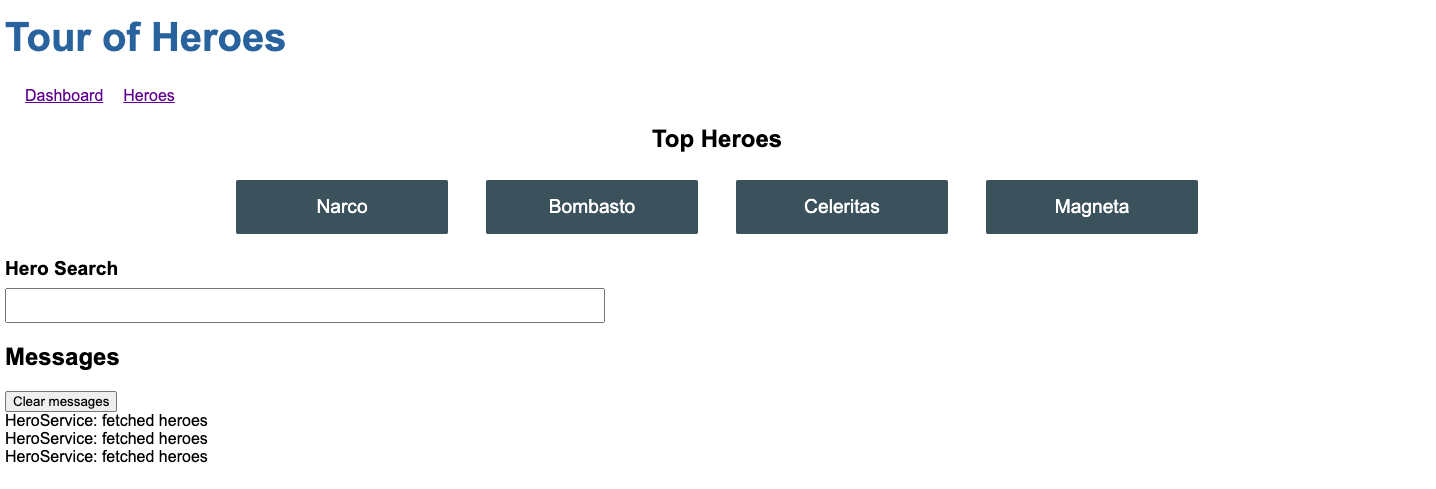 Tour of Heroes
Dashboard Heroes
Top Heroes
Narco Bombasto Celeritas Magneta
Hero Search
Messages
Clear messages
HeroService: fetched heroes
HeroService: fetched heroes
HeroService: fetched heroes